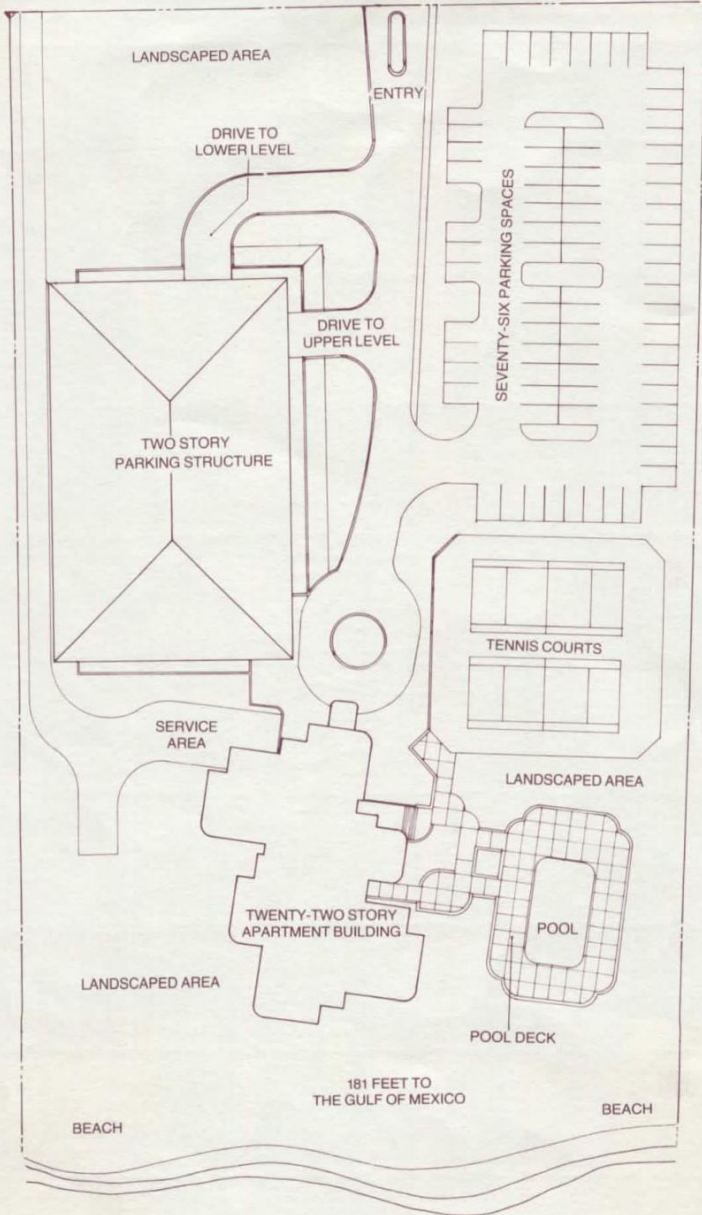 LANDSCAPED AREA
ENTRY
DRIVE TO
LOWER LEVEL
SEVENTY-SIX PARKING SPACES
DRIVE TO
UPPER LEVEL
TWO STORY
PARKING STRUCTURE
TENNIS COURTS
SERVICE
AREA
LANDSCAPED AREA
TWENTY-TWO STORY
APARTMENT BUILDING
POOL
LANDSCAPED AREA
POOL DECK
181 FEET TO
THE GULF OF MEXICO
BEACH
BEACH